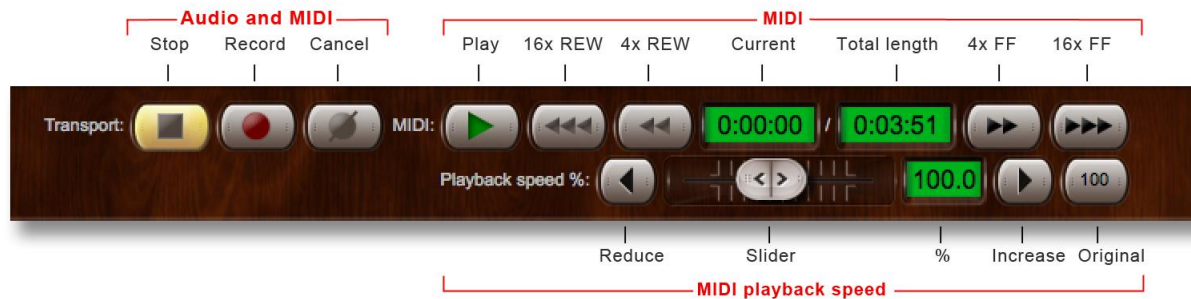 Audio and MIDI MIDI
Stop Record Cancel Play 16x REW 4x REW Current Total length 4x FF 16x FF
Transport: MIDI: 0:00:00 / 0:03:51
Playback speed %: 100.0 100
Reduce Slider % Increase Original
MIDI playback speed